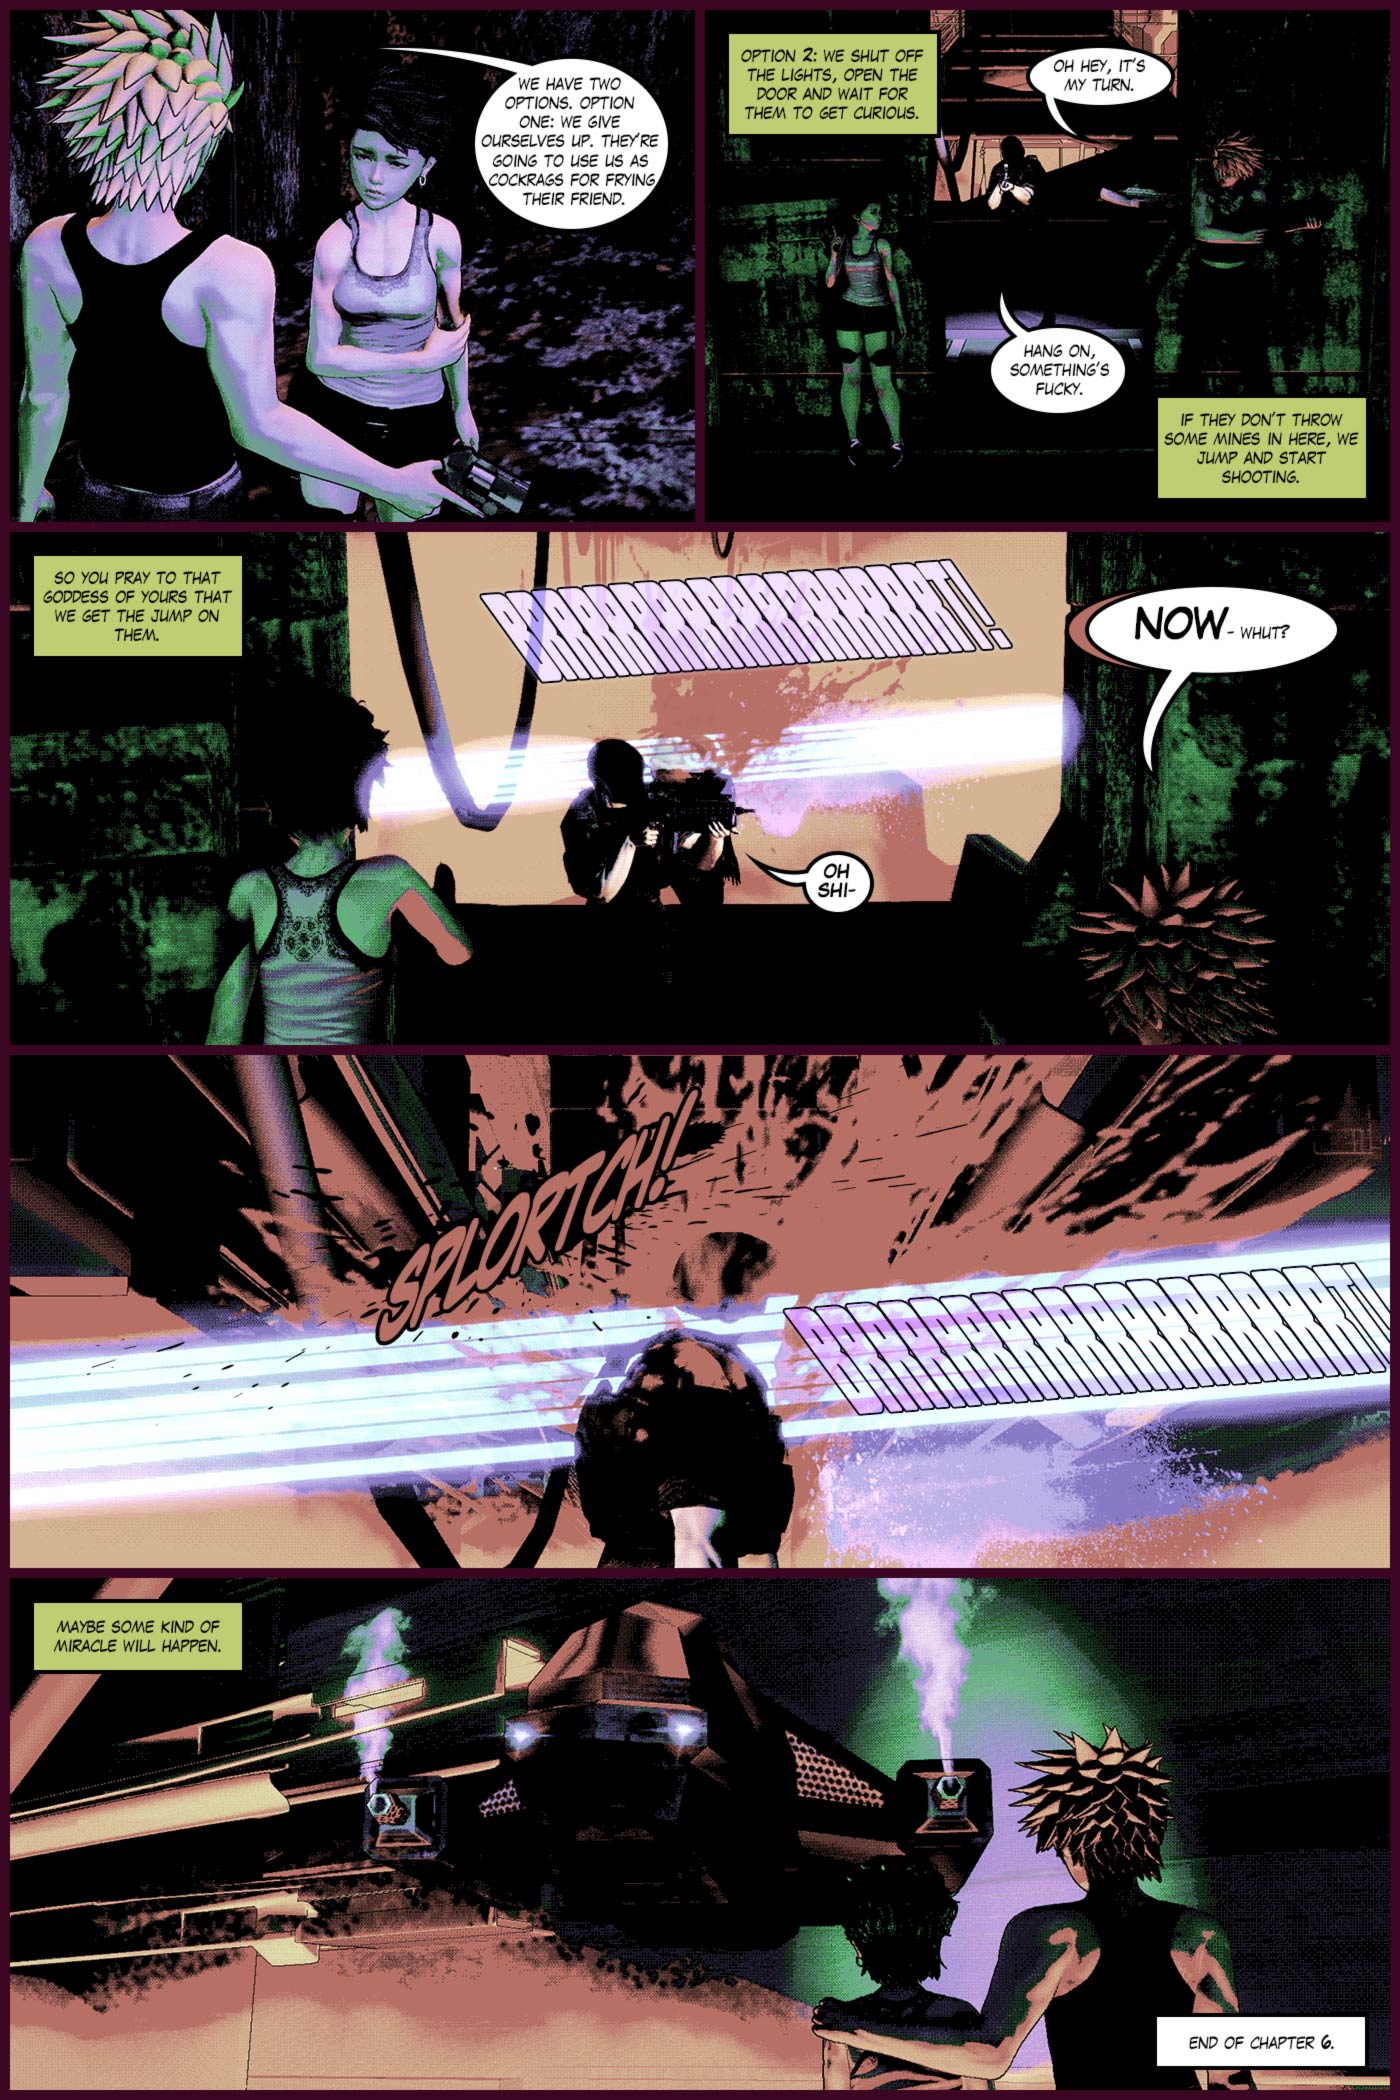 WE HAVE TWO
OPTIONS. OPTION
ONE: WE GIVE
OURSELVES UP. THEY'RE
GOING TO USE US AS
COCKRAGS FOR FRYING
THEIR FRIEND.
OPTION 2: WE SHUT OFF
THE LIGHTS, OPEN THE
DOOR AND WAIT FOR
THEM TO GET CURIOUS.
OH HEY, IT'S
MY TURN.
HANG ON,
SOMETHING'S
FUCKY.
IF THEY DON'T THROW
SOME MINES IN HERE, WE
JUMP AND START
SHOOTING.
SO YOU PRAY TO THAT
GODDESS OF YOURS THAT
WE GET THE JUMP ON
THEM.
NOW- WHUT?
OH
SHI-
SPLORTCH!
MAYBE SOME KIND OF
MIRACLE WILL HAPPEN.
END OF CHAPTER 6.